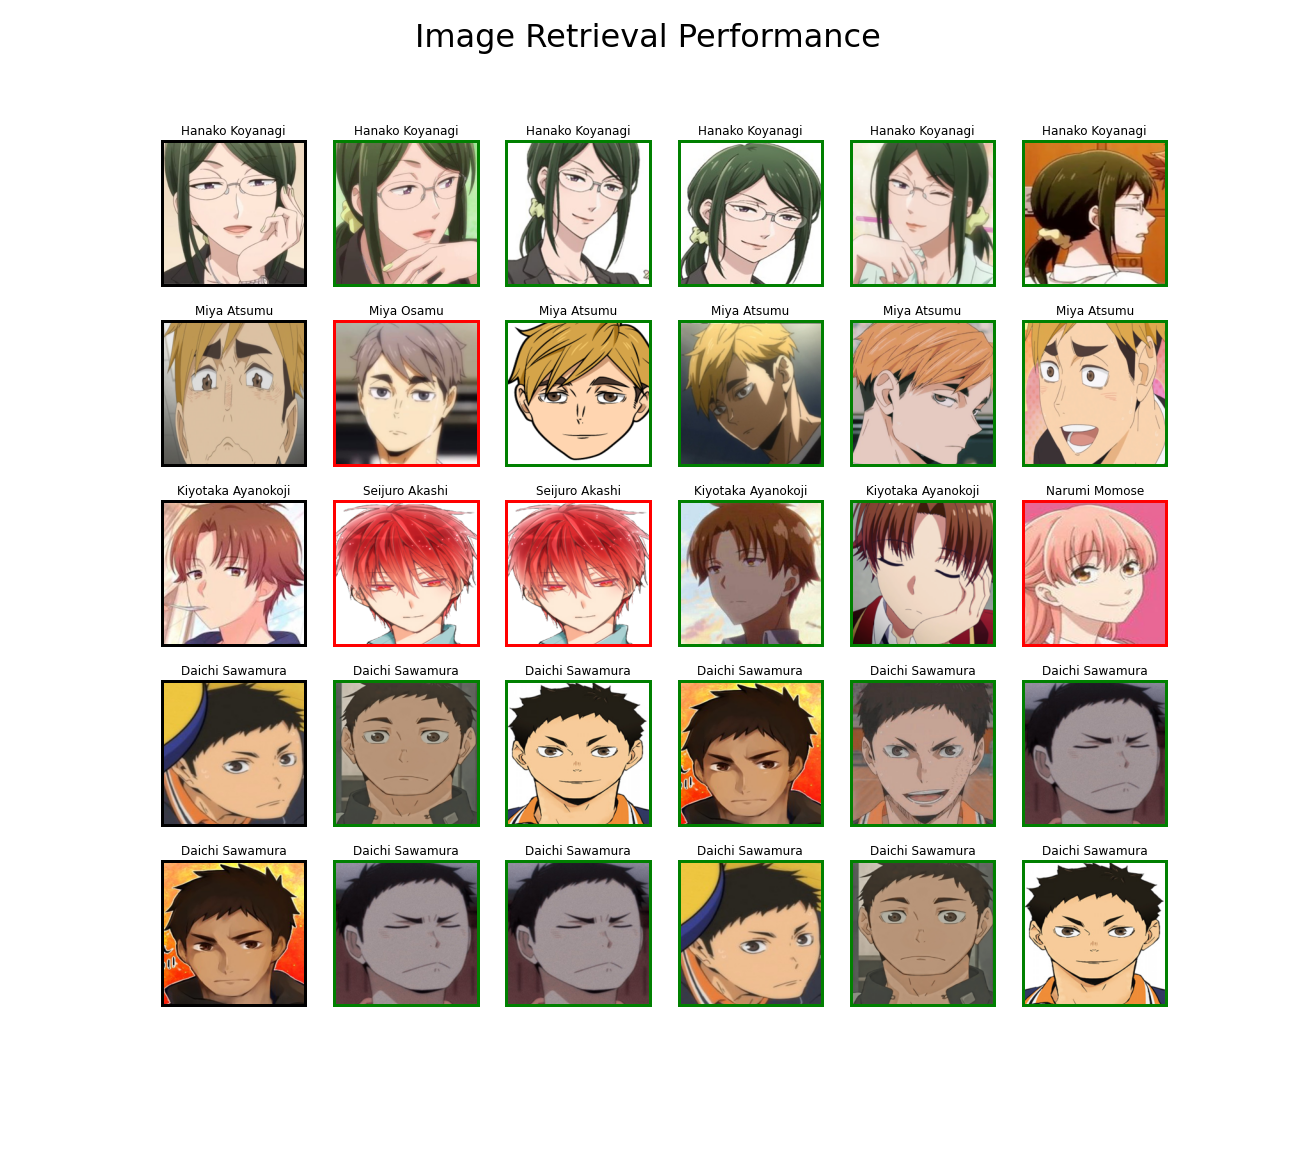 Image Retrieval Performance
Hanako Koyanagi Hanako Koyanagi Hanako Koyanagi Hanako Koyanagi Hanako Koyanagi Hanako Koyanagi
Miya Atsumu Miya Osamu Miya Atsumu Miya Atsumu Miya Atsumu Miya Atsumu
Kiyotaka Ayanokoji Seijuro Akashi Seijuro Akashi Kiyotaka Ayanokoji Kiyotaka Ayanokoji Narumi Momose
Daichi Sawamura Daichi Sawamura Daichi Sawamura Daichi Sawamura Daichi Sawamura Daichi Sawamura
Daichi Sawamura Daichi Sawamura Daichi Sawamura Daichi Sawamura Daichi Sawamura Daichi Sawamura